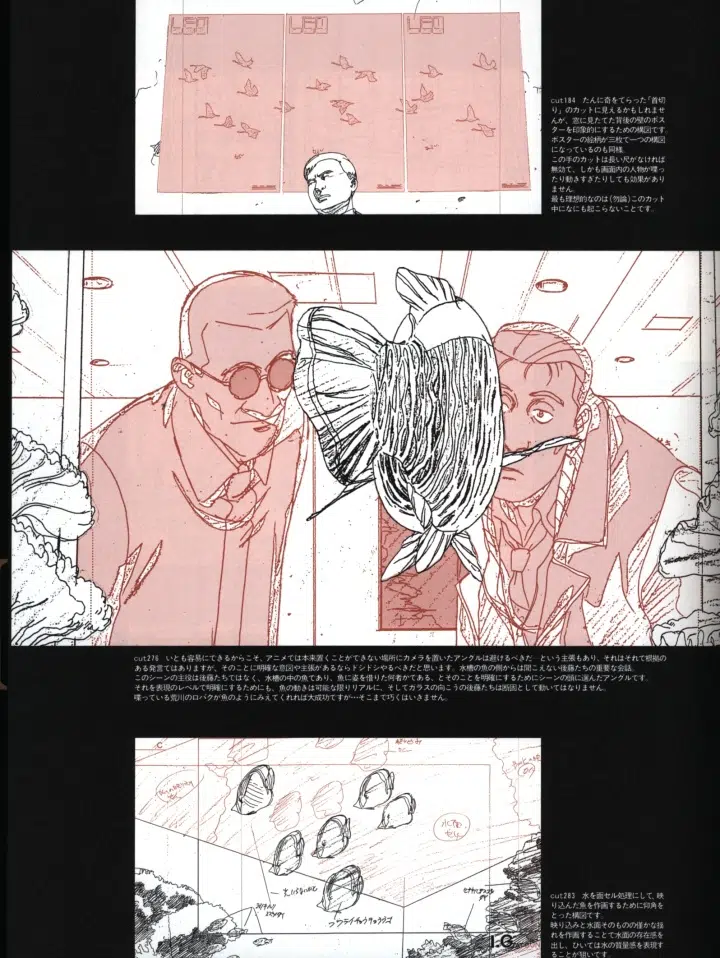 LEO
LEO
LEO
cut184 たんに奇をてらった「首切
り」のカットに見えるかもしれませ
んが、窓に見たてた背後の壁のポス
ターを印象的にするための構図です。
ポスターの絵柄が三枚で一つの構図
になっているのも同様。
この手のカットは長い尺がなければ
無効で、しかも画面内の人物が喋っ
たり動きすぎたりしても効果があり
ません。
最も理想的なのは(勿論)このカット
中になにも起こらないことです。
cut276 いとも容易にできるからこそ、アニメでは本来置くことができない場所にカメラを置いたアングルは避けるべきだ…という主張もあり、それはそれで根拠の
ある発言ではありますが、そのことに明確な意図や主張があるならドシドシやるべきだと思います。水槽の魚の側からは聞こえない後藤たちの重要な会話。
このシーンの主役は後藤たちではなく、水槽の中の魚であり、魚に姿を借りた何者かである、とそのことを明確にするためにシーンの頭に選んだアングルです。
それを表現のレベルで明確にするためにも、魚の動きは可能な限りリアルに、そしてガラスの向こうの後藤たちは断固として動いてはなりません。
喋っている荒川の口パクが魚のようにみえてくれれば大成功ですが…そこまで巧くはいきません。
C
フウライチョウチョウウオ
I.G
cut283 水を面セル処理にして、映
り込んだ魚を作画するために仰角を
とった構図です。
映り込みと水面そのものの僅かな揺
れを作画することで水面の存在感を
出し、ひいては水の質量感を表現す
ることが狙いです。